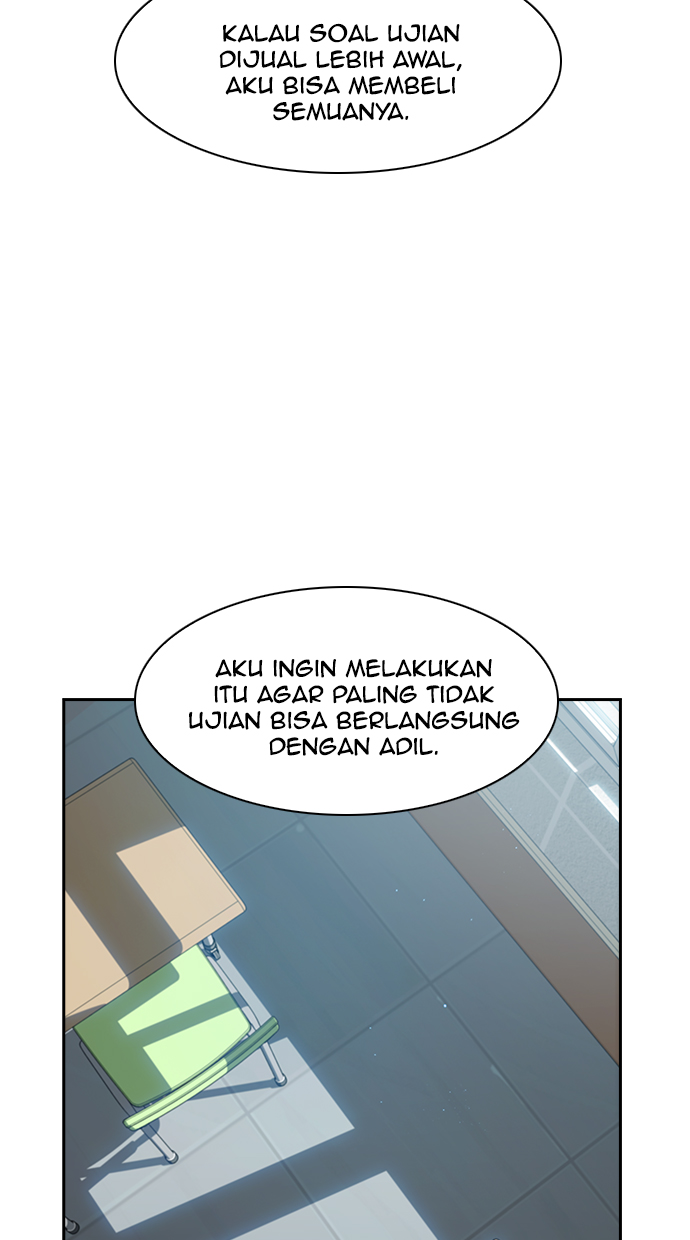 KALAU SOAL UJIAN
DIJUAL LEBIH AWAL,
AKU BISA MEMBELI
SEMUANYA.
AKU INGIN MELAKUKAN
ITU AGAR PALING TIDAK
UJIAN BISA BERLANGSUNG
DENGAN ADIL.